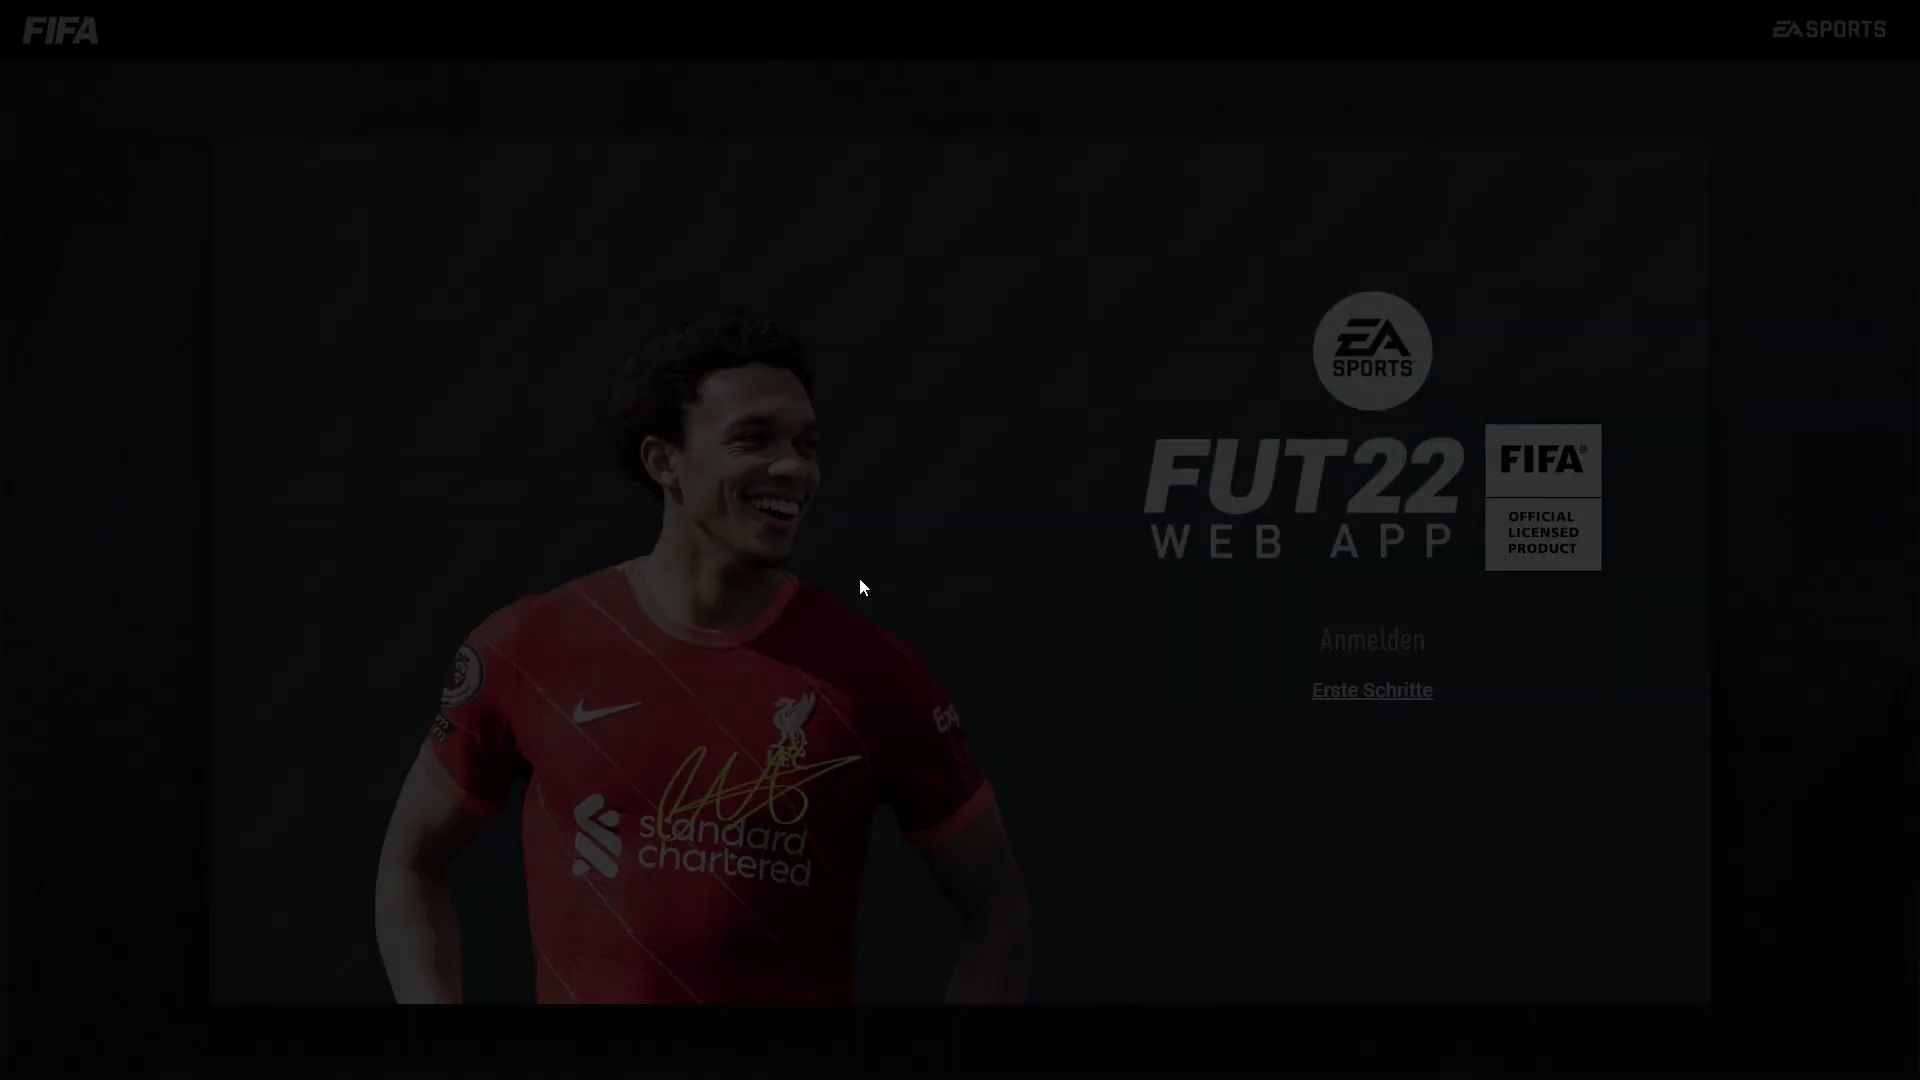 FIFA
EA SPORTS
EA
SPORTS
FUT22
WEB APP
FIFA®
OFFICIAL
LICENSED
PRODUCT
Anmelden
Erste Schritte
standard
chartered